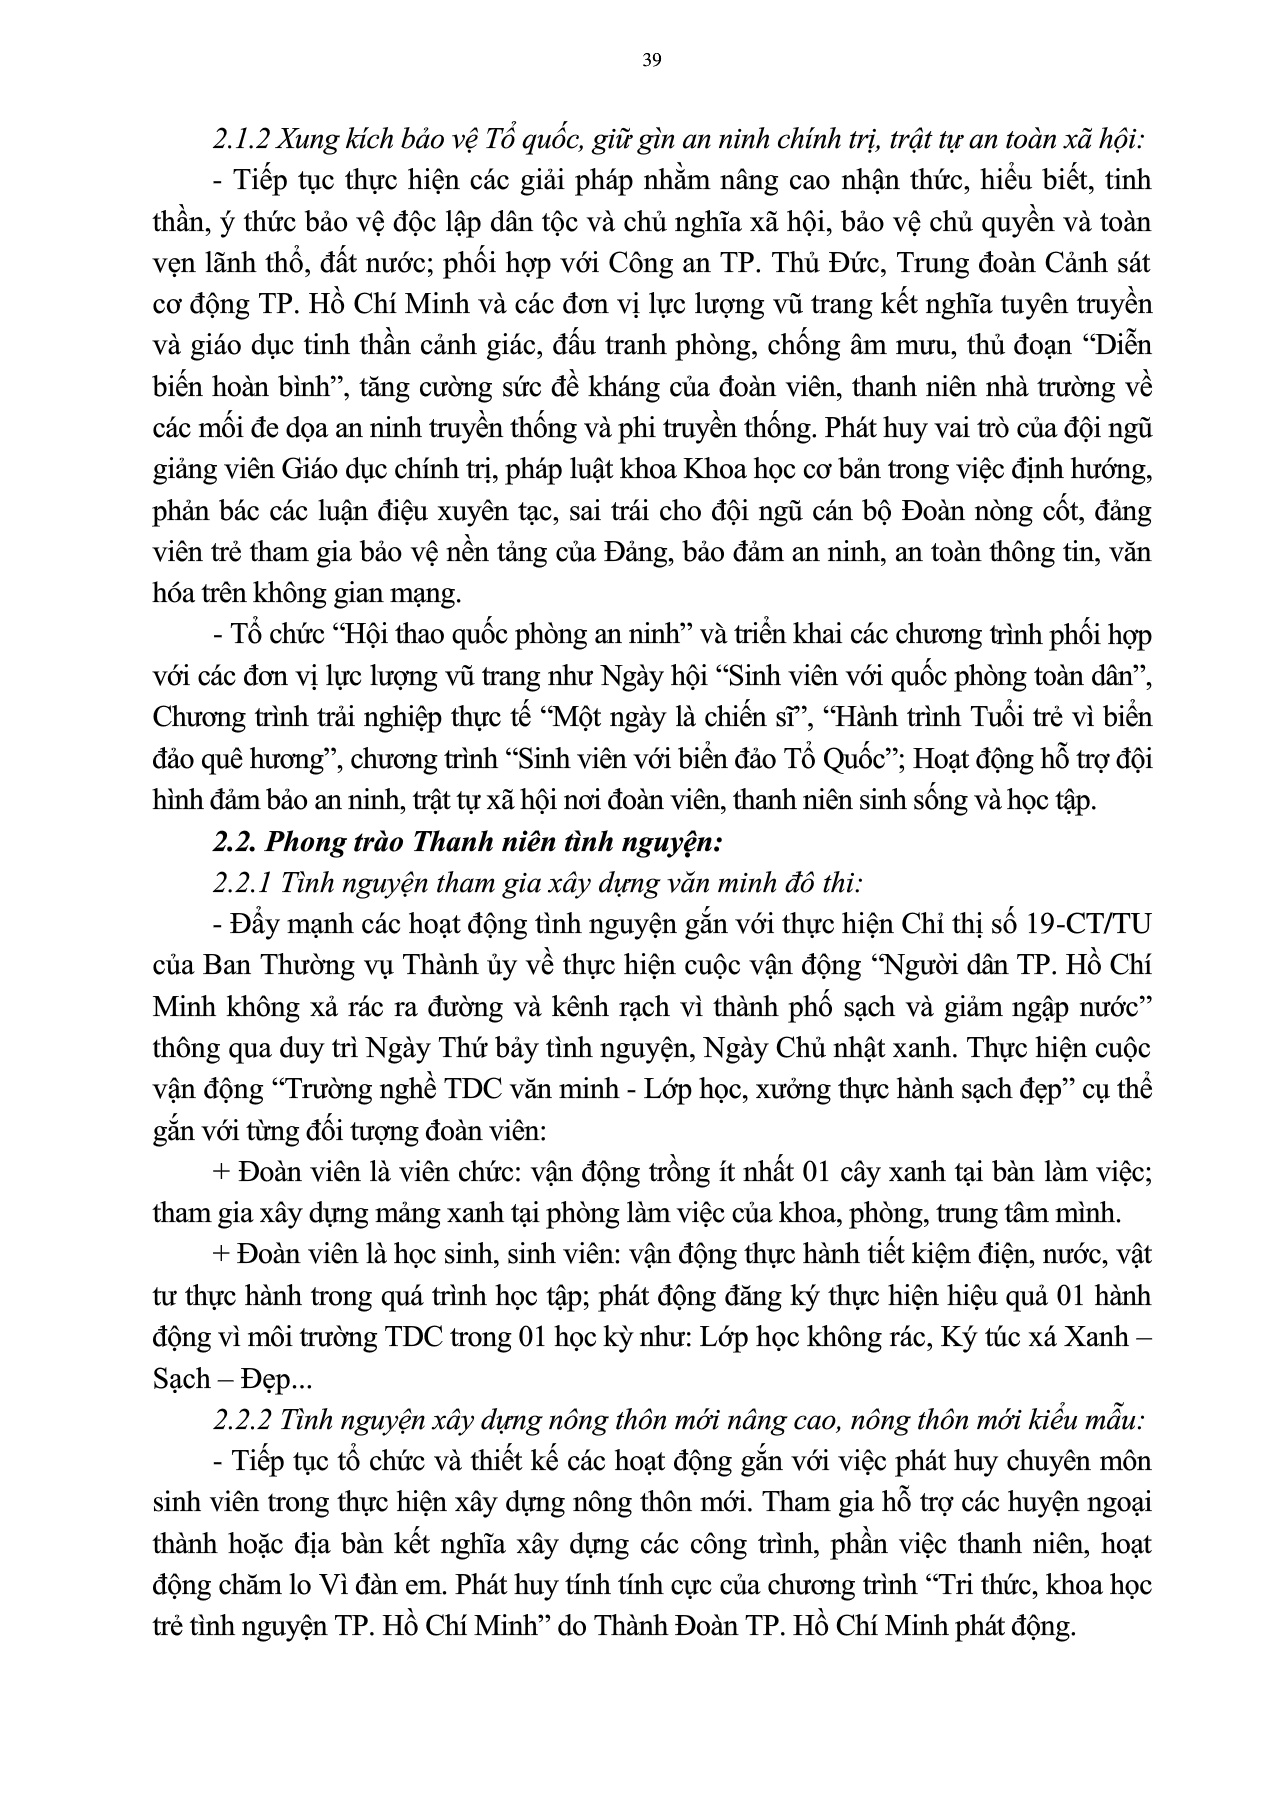 39
2.1.2 Xung kích bảo vệ Tổ quốc, giữ gìn an ninh chính trị, trật tự an toàn xã hội:
- Tiếp tục thực hiện các giải pháp nhằm nâng cao nhận thức, hiểu biết, tinh
thần, ý thức bảo vệ độc lập dân tộc và chủ nghĩa xã hội, bảo vệ chủ quyền và toàn
vẹn lãnh thổ, đất nước; phối hợp với Công an TP. Thủ Đức, Trung đoàn Cảnh sát
cơ động TP. Hồ Chí Minh và các đơn vị lực lượng vũ trang kết nghĩa tuyên truyền
và giáo dục tinh thần cảnh giác, đấu tranh phòng, chống âm mưu, thủ đoạn “Diễn
biến hoàn bình”, tăng cường sức đề kháng của đoàn viên, thanh niên nhà trường về
các mối đe dọa an ninh truyền thống và phi truyền thống. Phát huy vai trò của đội ngũ
giảng viên Giáo dục chính trị, pháp luật khoa Khoa học cơ bản trong việc định hướng,
phản bác các luận điệu xuyên tạc, sai trái cho đội ngũ cán bộ Đoàn nòng cốt, đảng
viên trẻ tham gia bảo vệ nền tảng của Đảng, bảo đảm an ninh, an toàn thông tin, văn
hóa trên không gian mạng.
- Tổ chức “Hội thao quốc phòng an ninh” và triển khai các chương trình phối hợp
với các đơn vị lực lượng vũ trang như Ngày hội “Sinh viên với quốc phòng toàn dân”,
Chương trình trải nghiệp thực tế “Một ngày là chiến sĩ”, “Hành trình Tuổi trẻ vì biển
đảo quê hương”, chương trình “Sinh viên với biển đảo Tổ Quốc”; Hoạt động hỗ trợ đội
hình đảm bảo an ninh, trật tự xã hội nơi đoàn viên, thanh niên sinh sống và học tập.
2.2. Phong trào Thanh niên tình nguyện:
2.2.1 Tình nguyện tham gia xây dựng văn minh đô thi:
- Đẩy mạnh các hoạt động tình nguyện gắn với thực hiện Chỉ thị số 19-CT/TU
của Ban Thường vụ Thành ủy về thực hiện cuộc vận động “Người dân TP. Hồ Chí
Minh không xả rác ra đường và kênh rạch vì thành phố sạch và giảm ngập nước”
thông qua duy trì Ngày Thứ bảy tình nguyện, Ngày Chủ nhật xanh. Thực hiện cuộc
vận động “Trường nghề TDC văn minh - Lớp học, xưởng thực hành sạch đẹp” cụ thể
gắn với từng đối tượng đoàn viên:
+ Đoàn viên là viên chức: vận động trồng ít nhất 01 cây xanh tại bàn làm việc;
tham gia xây dựng mảng xanh tại phòng làm việc của khoa, phòng, trung tâm mình.
+ Đoàn viên là học sinh, sinh viên: vận động thực hành tiết kiệm điện, nước, vật
tư thực hành trong quá trình học tập; phát động đăng ký thực hiện hiệu quả 01 hành
động vì môi trường TDC trong 01 học kỳ như: Lớp học không rác, Ký túc xá Xanh –
Sạch – Đẹp...
2.2.2 Tình nguyện xây dựng nông thôn mới nâng cao, nông thôn mới kiểu mẫu:
- Tiếp tục tổ chức và thiết kế các hoạt động gắn với việc phát huy chuyên môn
sinh viên trong thực hiện xây dựng nông thôn mới. Tham gia hỗ trợ các huyện ngoại
thành hoặc địa bàn kết nghĩa xây dựng các công trình, phần việc thanh niên, hoạt
động chăm lo Vì đàn em. Phát huy tính tính cực của chương trình “Tri thức, khoa học
trẻ tình nguyện TP. Hồ Chí Minh” do Thành Đoàn TP. Hồ Chí Minh phát động.